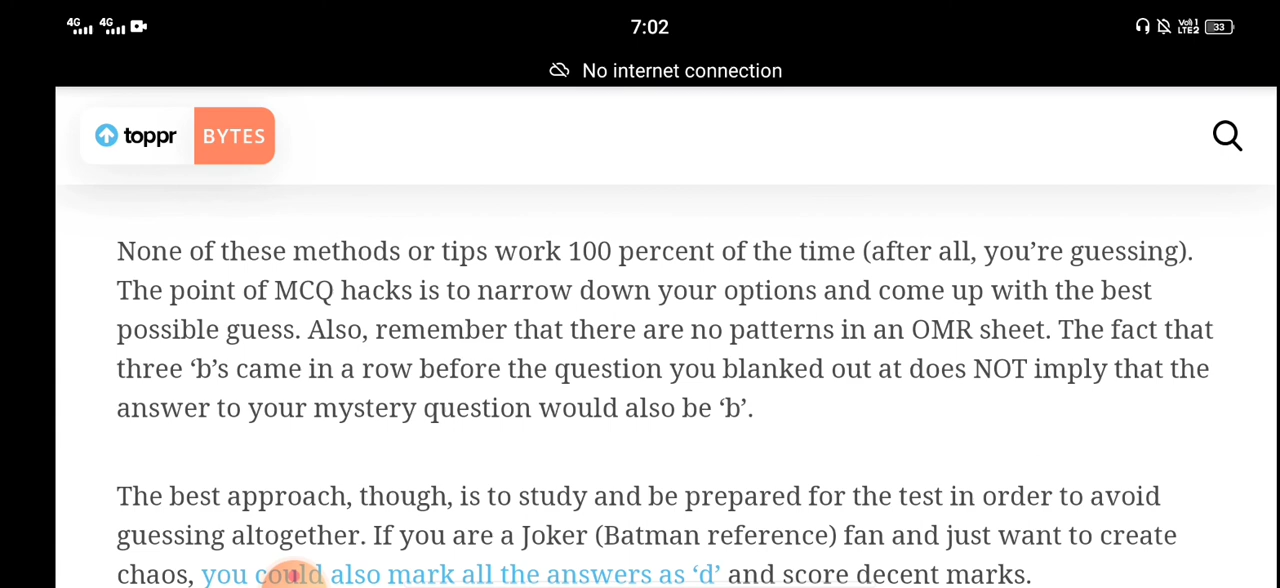 4G 4G 7:02 Vol) 1 LTE2 33
No internet connection
toppr BYTES
None of these methods or tips work 100 percent of the time (after all, you’re guessing).
The point of MCQ hacks is to narrow down your options and come up with the best
possible guess. Also, remember that there are no patterns in an OMR sheet. The fact that
three ‘b’s came in a row before the question you blanked out at does NOT imply that the
answer to your mystery question would also be ‘b’.
The best approach, though, is to study and be prepared for the test in order to avoid
guessing altogether. If you are a Joker (Batman reference) fan and just want to create
chaos, you could also mark all the answers as ‘d’ and score decent marks.